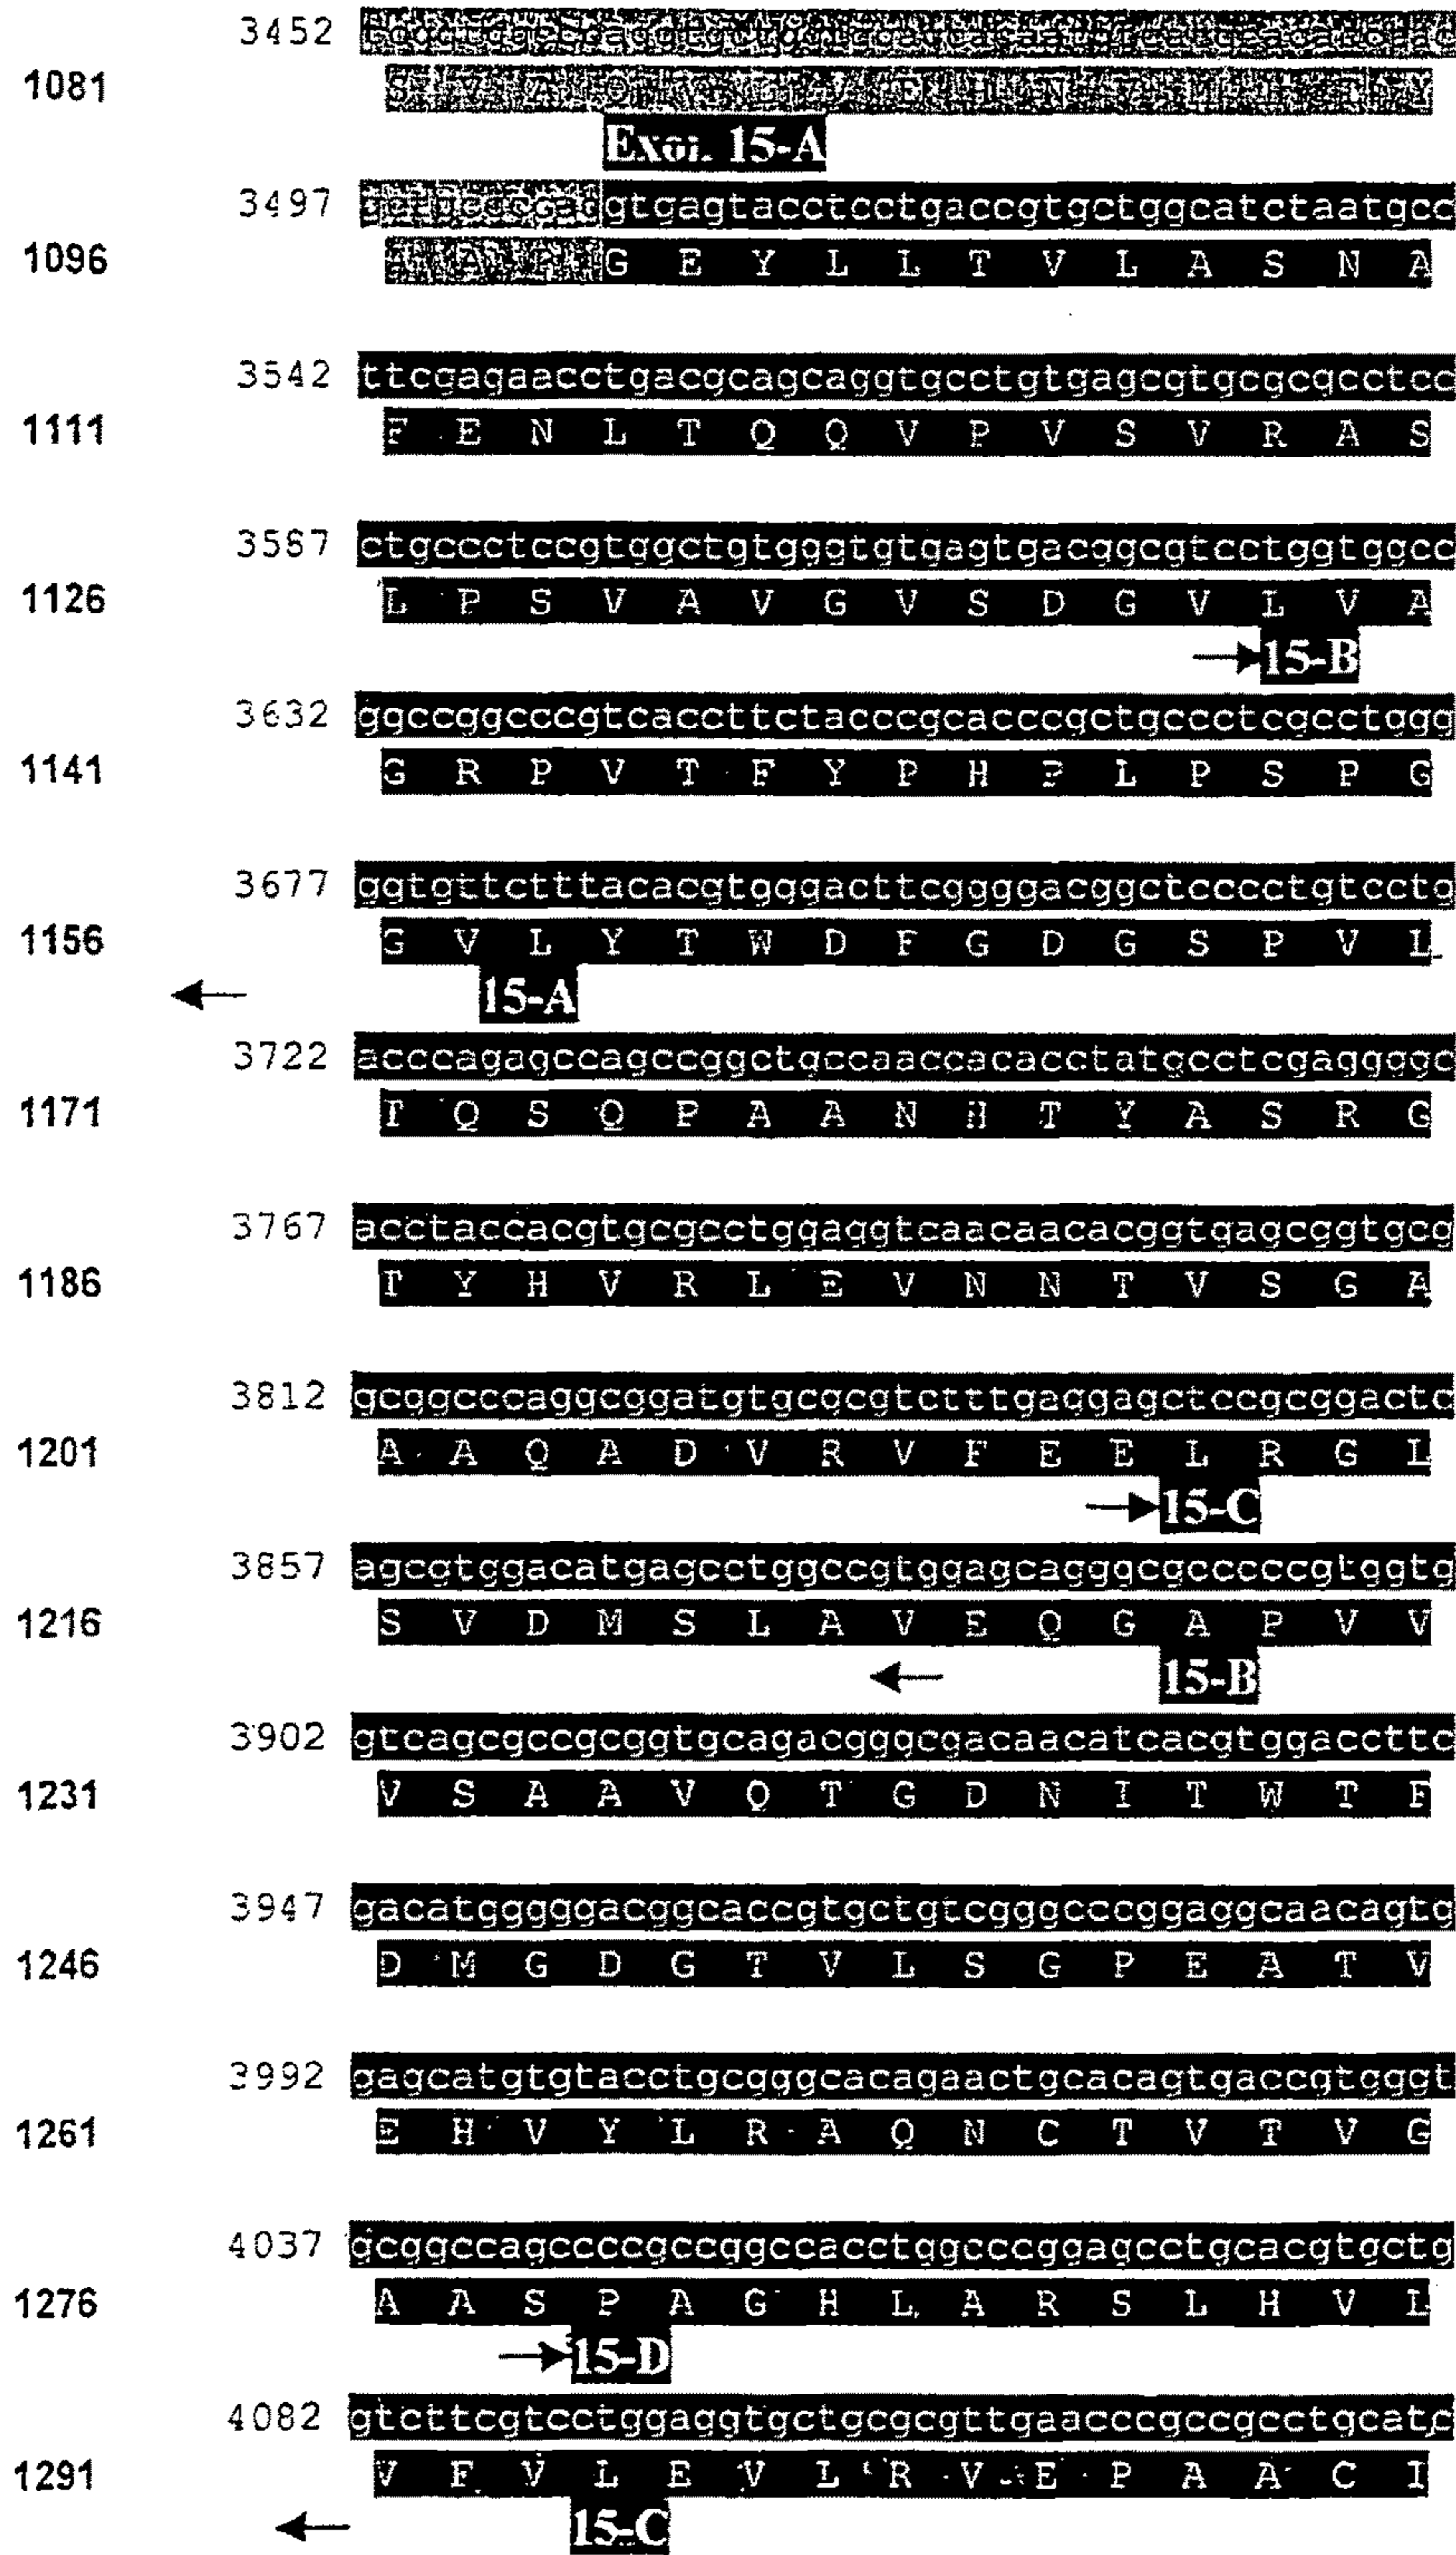 3452
1081
Exon 15-A
3497 gtgagtacctcctgaccgtgctggcatctaatgcc
1096 G E Y L L T V L A S N A
3542 ttcgagaacctgacgcagcaggtgcctgtgagcgtgcgcgcctcc
1111 F E N L T Q Q V P V S V R A S
3587 ctgccctccgtggctgtgggtgtgagtgacggcgtcctggtggcc
1126 L P S V A V G V S D G V L V A
15-B
3632 ggccggcccgtcaccttctacccgcacccgctgccctcgcctggg
1141 G R P V T F Y P H P L P S P G
3677 ggtgttctttacacgtgggacttcggggacggctcccctgtcctg
1156 G V L Y T W D F G D G S P V L
15-A
3722 acccagagccagccggctgccaaccacacctatgcctcgaggggc
1171 T Q S Q P A A N H T Y A S R G
3767 acctaccacgtgcgcctggaggtcaacaacacggtgagcggtgcg
1186 T Y H V R L E V N N T V S G A
3812 gcggcccaggcggatgtgcgcgtctttgaggagctccgcggactc
1201 A A Q A D V R V F E E L R G L
15-C
3857 agcgtggacatgagcctggccgtggagcagggcgcccccgtggtg
1216 S V D M S L A V E Q G A P V V
15-B
3902 gtcagcgccgcggtgcagacgggcgacaacatcacgtggaccttc
1231 V S A A V Q T G D N I T W T F
3947 gacatgggggacggcaccgtgctgtcgggcccggaggcaacagtg
1246 D M G D G T V L S G P E A T V
3992 gagcatgtgtacctgcgggcacagaactgcacagtgaccgtgggt
1261 E H V Y L R A Q N C T V T V G
4037 gcggccagccccgccggccacctggcccggagcctgcacgtgctg
1276 A A S P A G H L A R S L H V L
15-D
4082 gtcttcgtcctggaggtgctgcgcgttgaacccgccgcctgcatc
1291 V F V L E V L R V E P A A C I
15-C